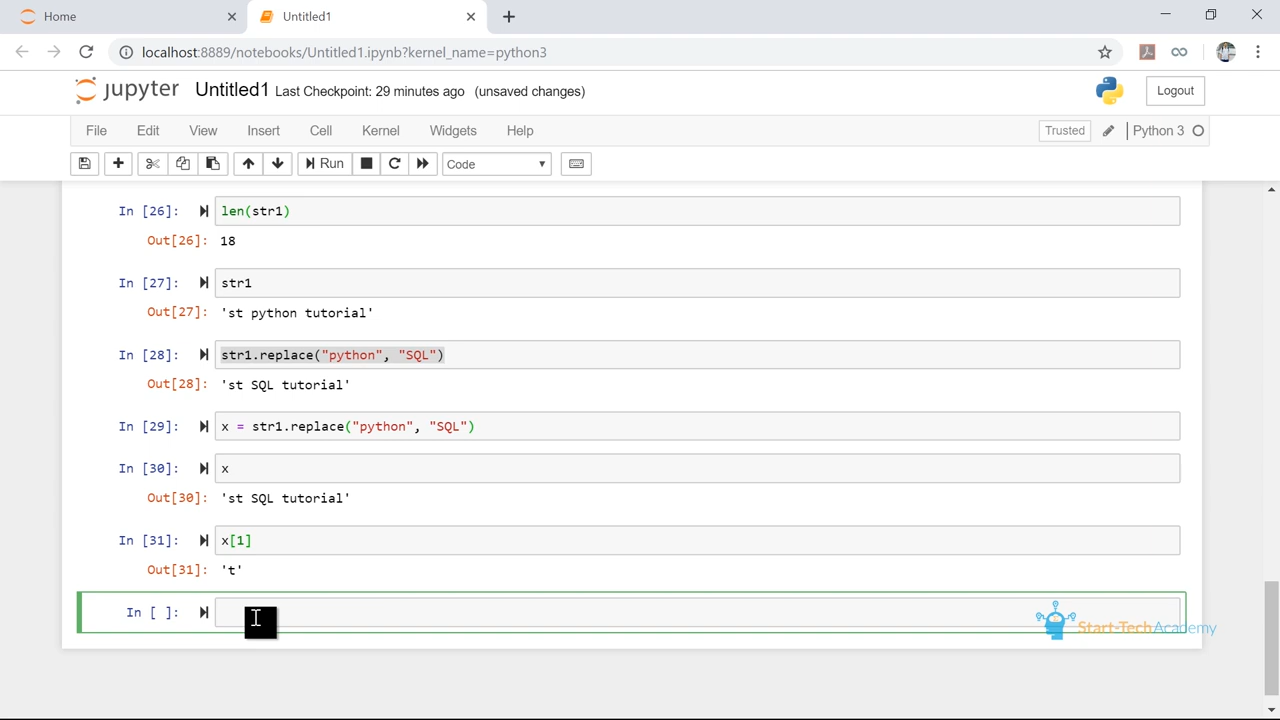 Home
Untitled1
localhost:8889/notebooks/Untitled1.ipynb?kernel_name=python3
jupyter Untitled1 Last Checkpoint: 29 minutes ago (unsaved changes)
Logout
File Edit View Insert Cell Kernel Widgets Help
Trusted Python 3
Run Code
In [26]: len(str1)
Out[26]: 18
In [27]: str1
Out[27]: 'st python tutorial'
In [28]: str1.replace("python", "SQL")
Out[28]: 'st SQL tutorial'
In [29]: x = str1.replace("python", "SQL")
In [30]: x
Out[30]: 'st SQL tutorial'
In [31]: x[1]
Out[31]: 't'
In [ ]:
Start-TechAcademy